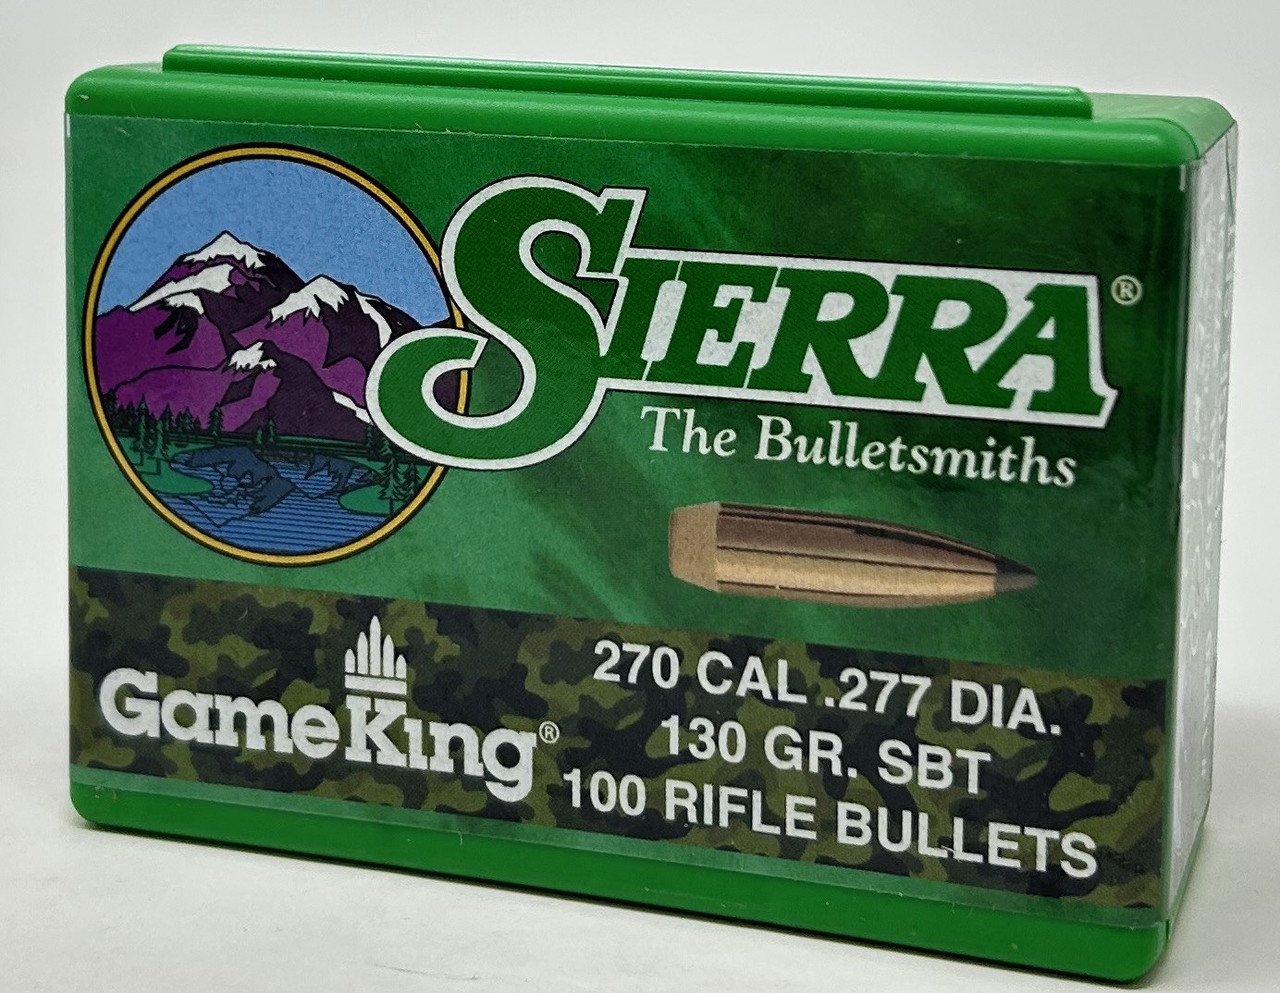 SIERRA®
The Bulletsmiths
GameKing®
270 CAL .277 DIA.
130 GR. SBT
100 RIFLE BULLETS